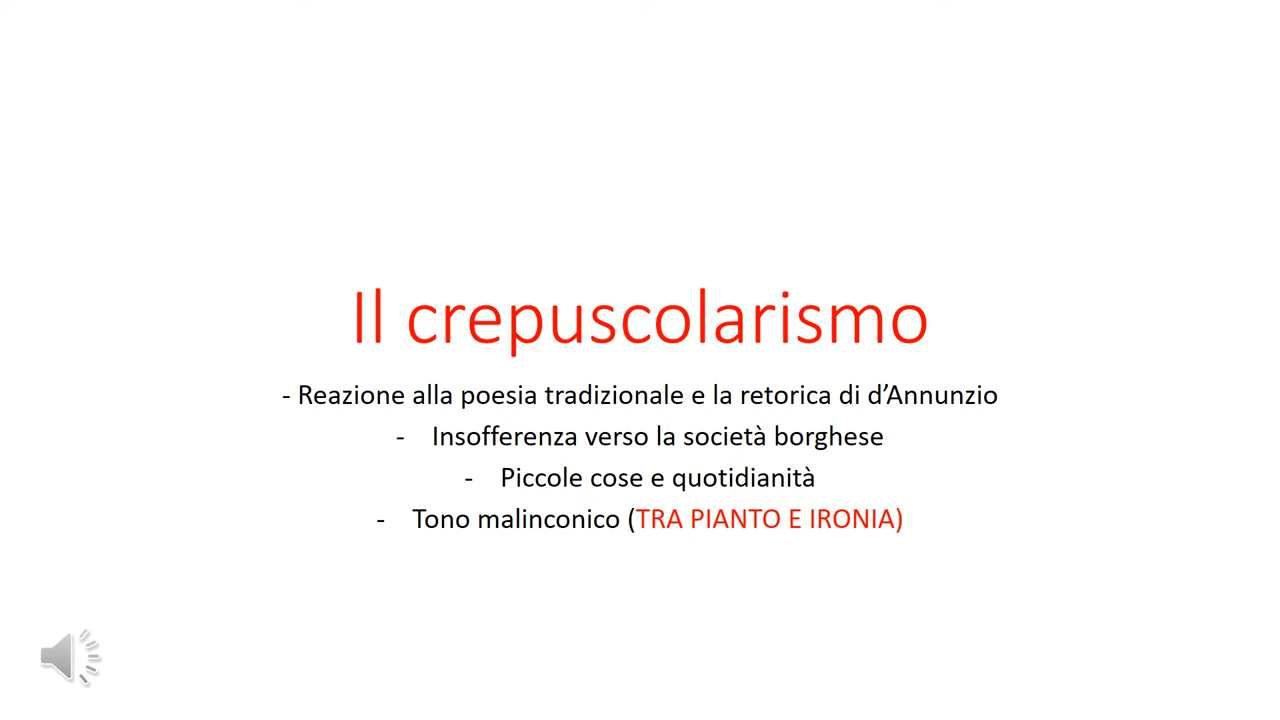 Il crepuscolarismo
- Reazione alla poesia tradizionale e la retorica di d’Annunzio
- Insofferenza verso la società borghese
- Piccole cose e quotidianità
- Tono malinconico (TRA PIANTO E IRONIA)